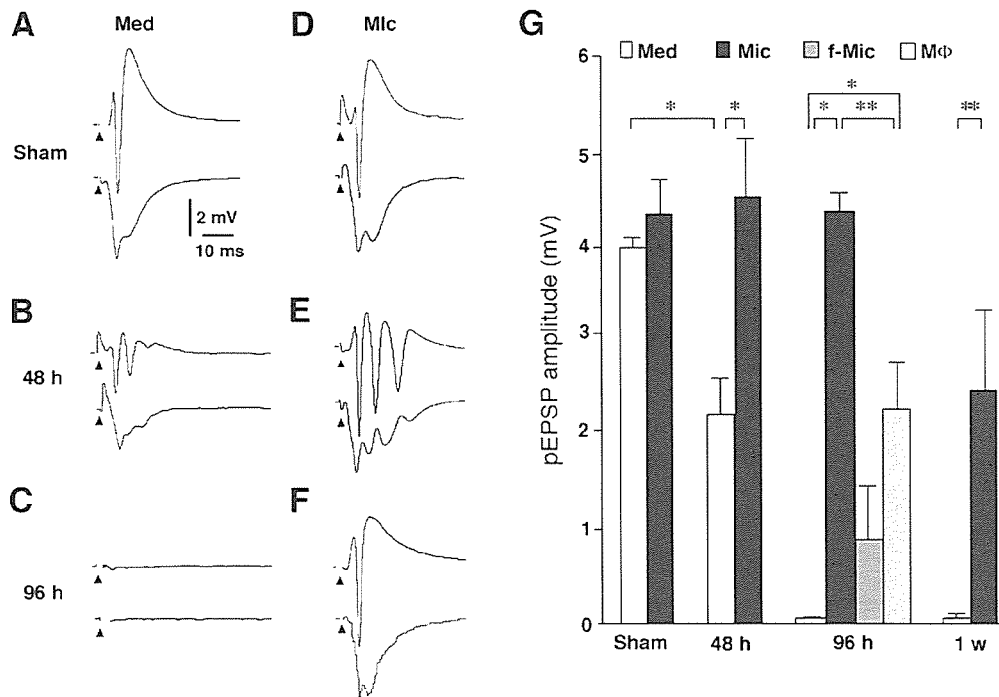 A
Med
D
MIc
Sham
2 mV
10 ms
B
48 h
E
C
96 h
F
G
Med Mic f-Mic MΦ
* * * * ** **
pEPSP amplitude (mV)
6
5
4
3
2
1
0
Sham 48 h 96 h 1 w